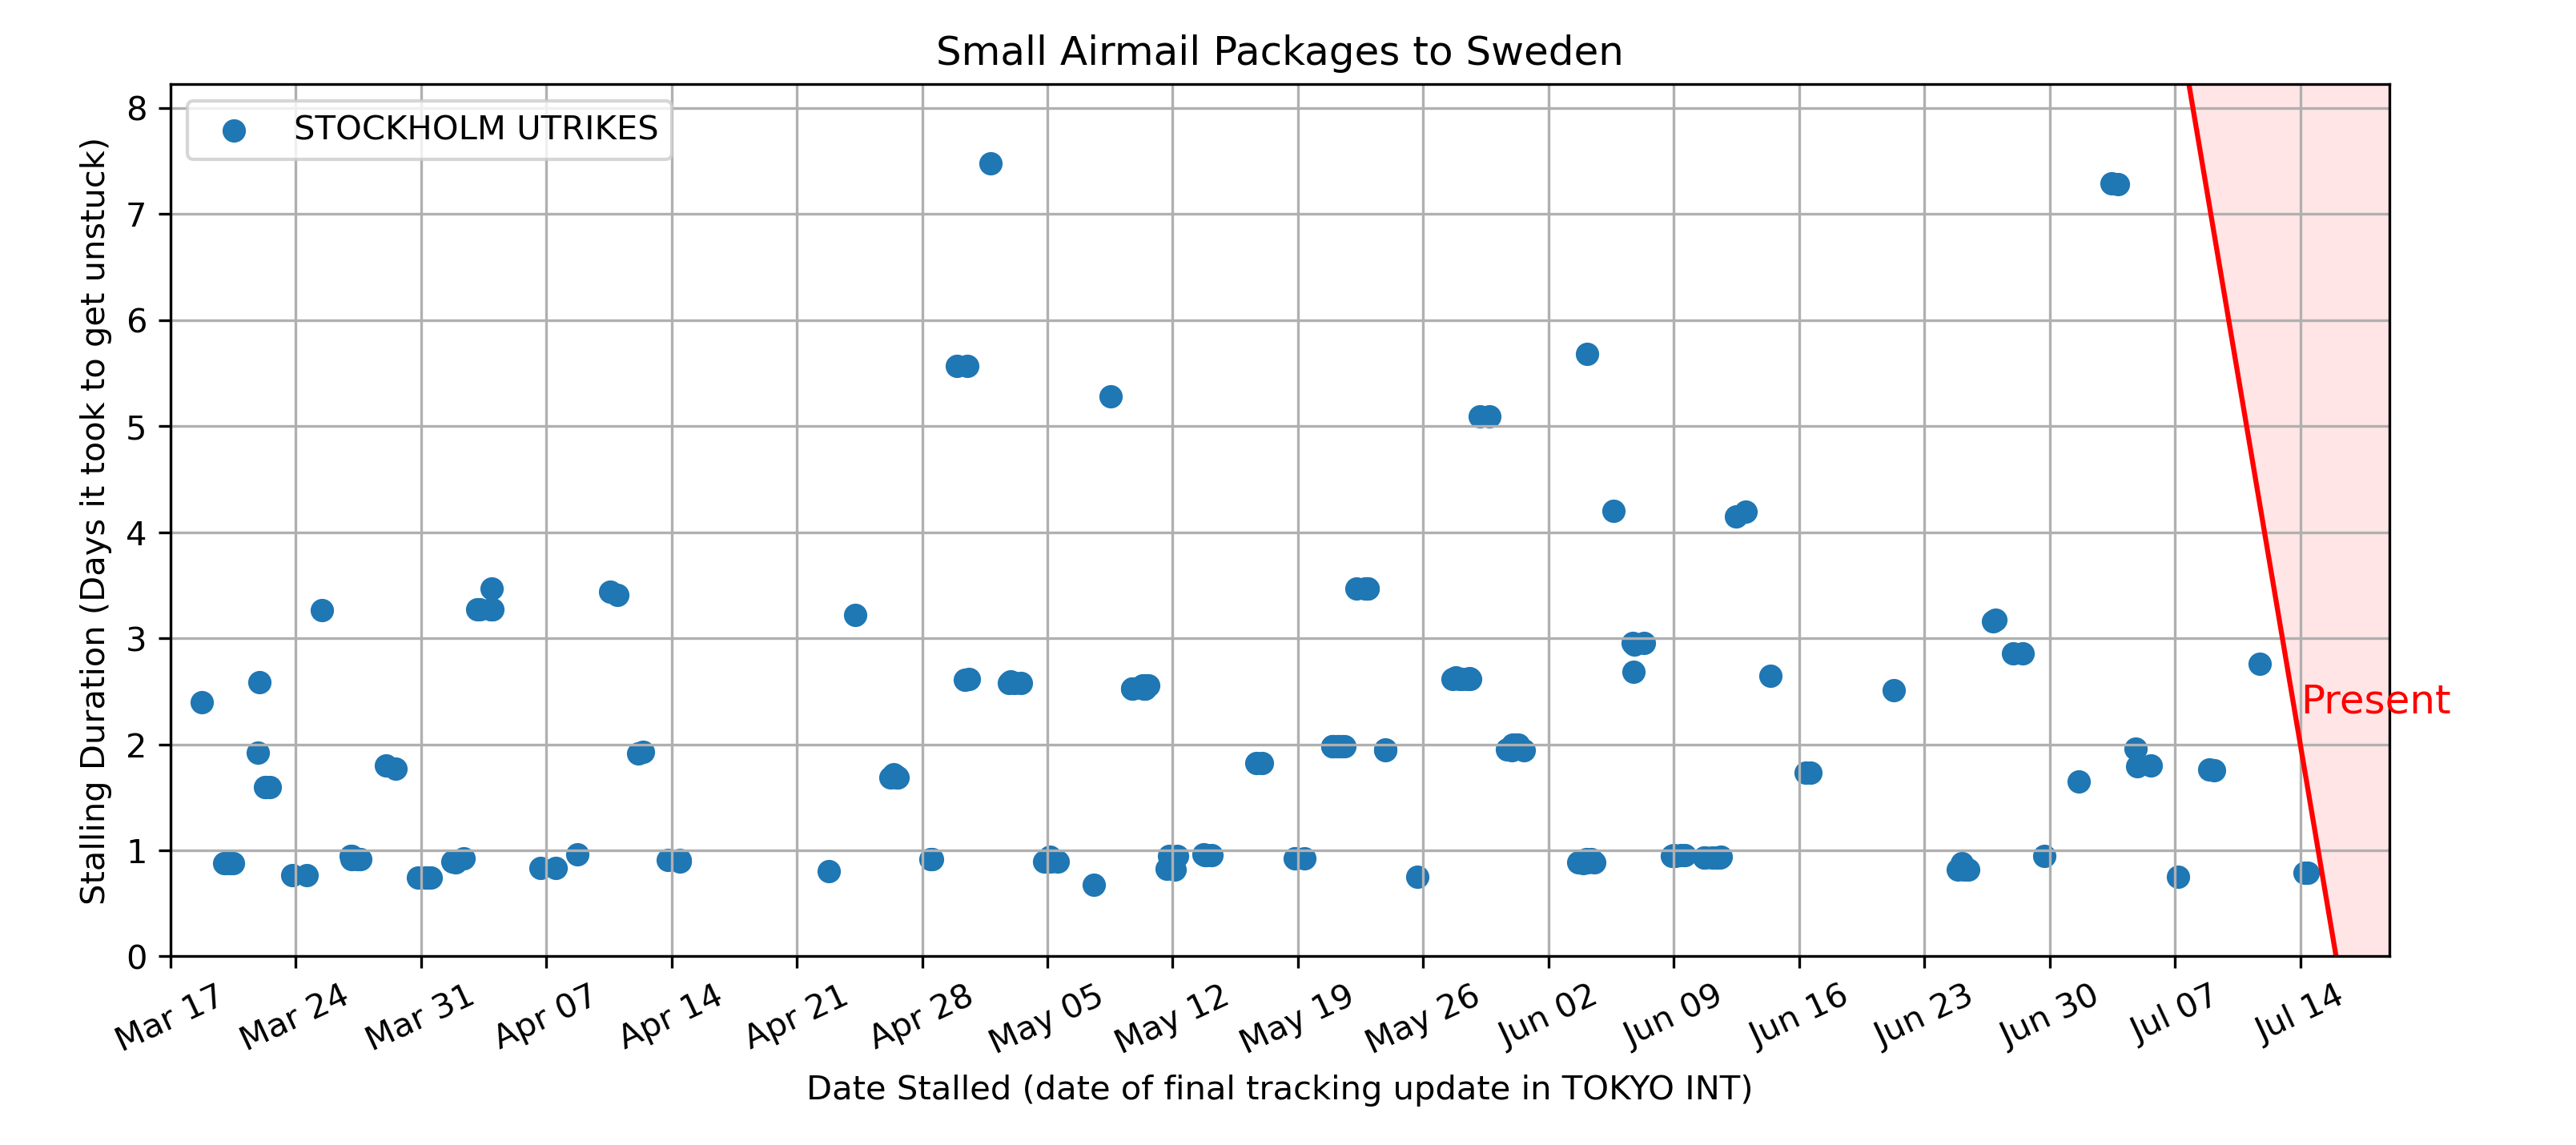 Small Airmail Packages to Sweden
STOCKHOLM UTRIKES
Stalling Duration (Days it took to get unstuck)
8
7
6
5
4
3
2
1
0
Present
Mar 17
Mar 24
Mar 31
Apr 07
Apr 14
Apr 21
Apr 28
May 05
May 12
May 19
May 26
Jun 02
Jun 09
Jun 16
Jun 23
Jun 30
Jul 07
Jul 14
Date Stalled (date of final tracking update in TOKYO INT)